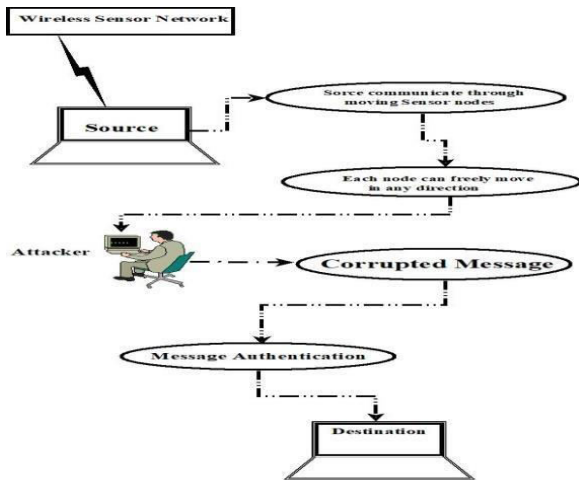 Wireless Sensor Network
Sorce communicate through
moving Sensor nodes
Source
Each node can freely move
in any direction
Attacker
Corrupted Message
Message Authentication
Destination